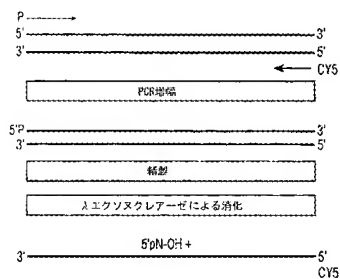 P
5' 3'
3' 5'
CY5
PCR増幅
5'P 3'
3' 5'
精製
λエクソヌクレアーゼによる消化
5'pN-OH +
3' 5'
CY5